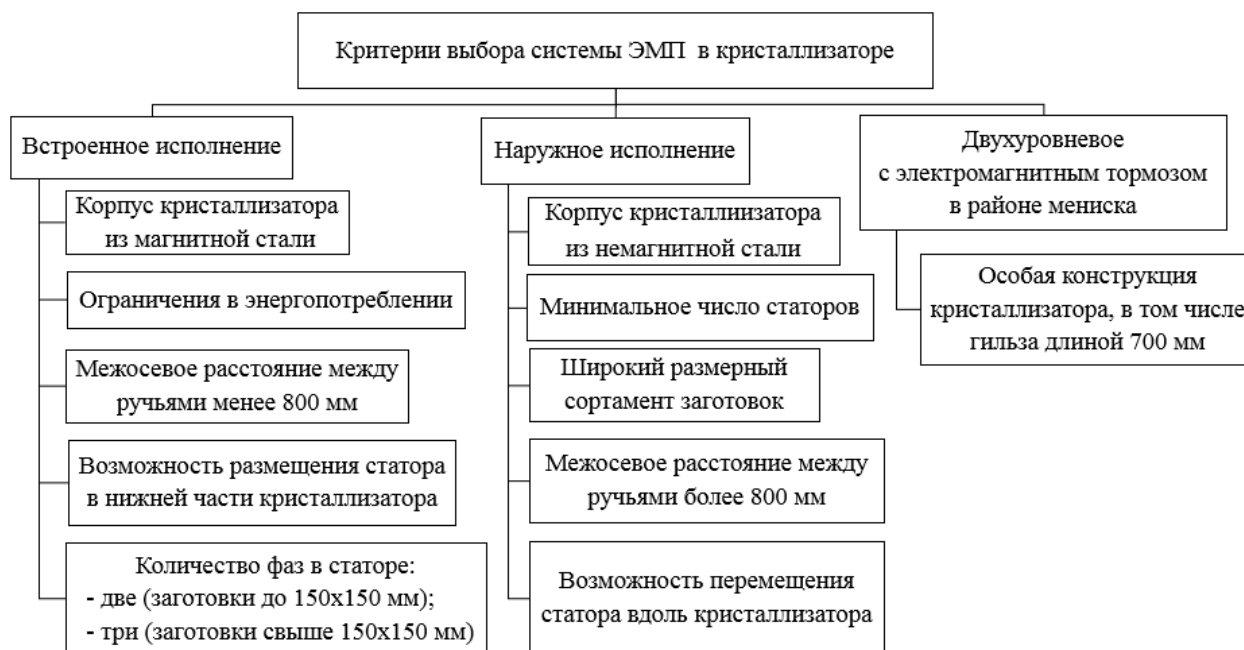 Критерии выбора системы ЭМП в кристаллизаторе
Встроенное исполнение
Корпус кристаллизатора
из магнитной стали
Ограничения в энергопотреблении
Межосевое расстояние между
ручьями менее 800 мм
Возможность размещения статора
в нижней части кристаллизатора
Количество фаз в статоре:
- две (заготовки до 150х150 мм);
- три (заготовки свыше 150х150 мм)
Наружное исполнение
Корпус кристаллиизатора
из немагнитной стали
Минимальное число статоров
Широкий размерный
сортамент заготовок
Межосевое расстояние между
ручьями более 800 мм
Возможность перемещения
статора вдоль кристаллизатора
Двухуровневое
с электромагнитным тормозом
в районе мениска
Особая конструкция
кристаллизатора, в том числе
гильза длиной 700 мм